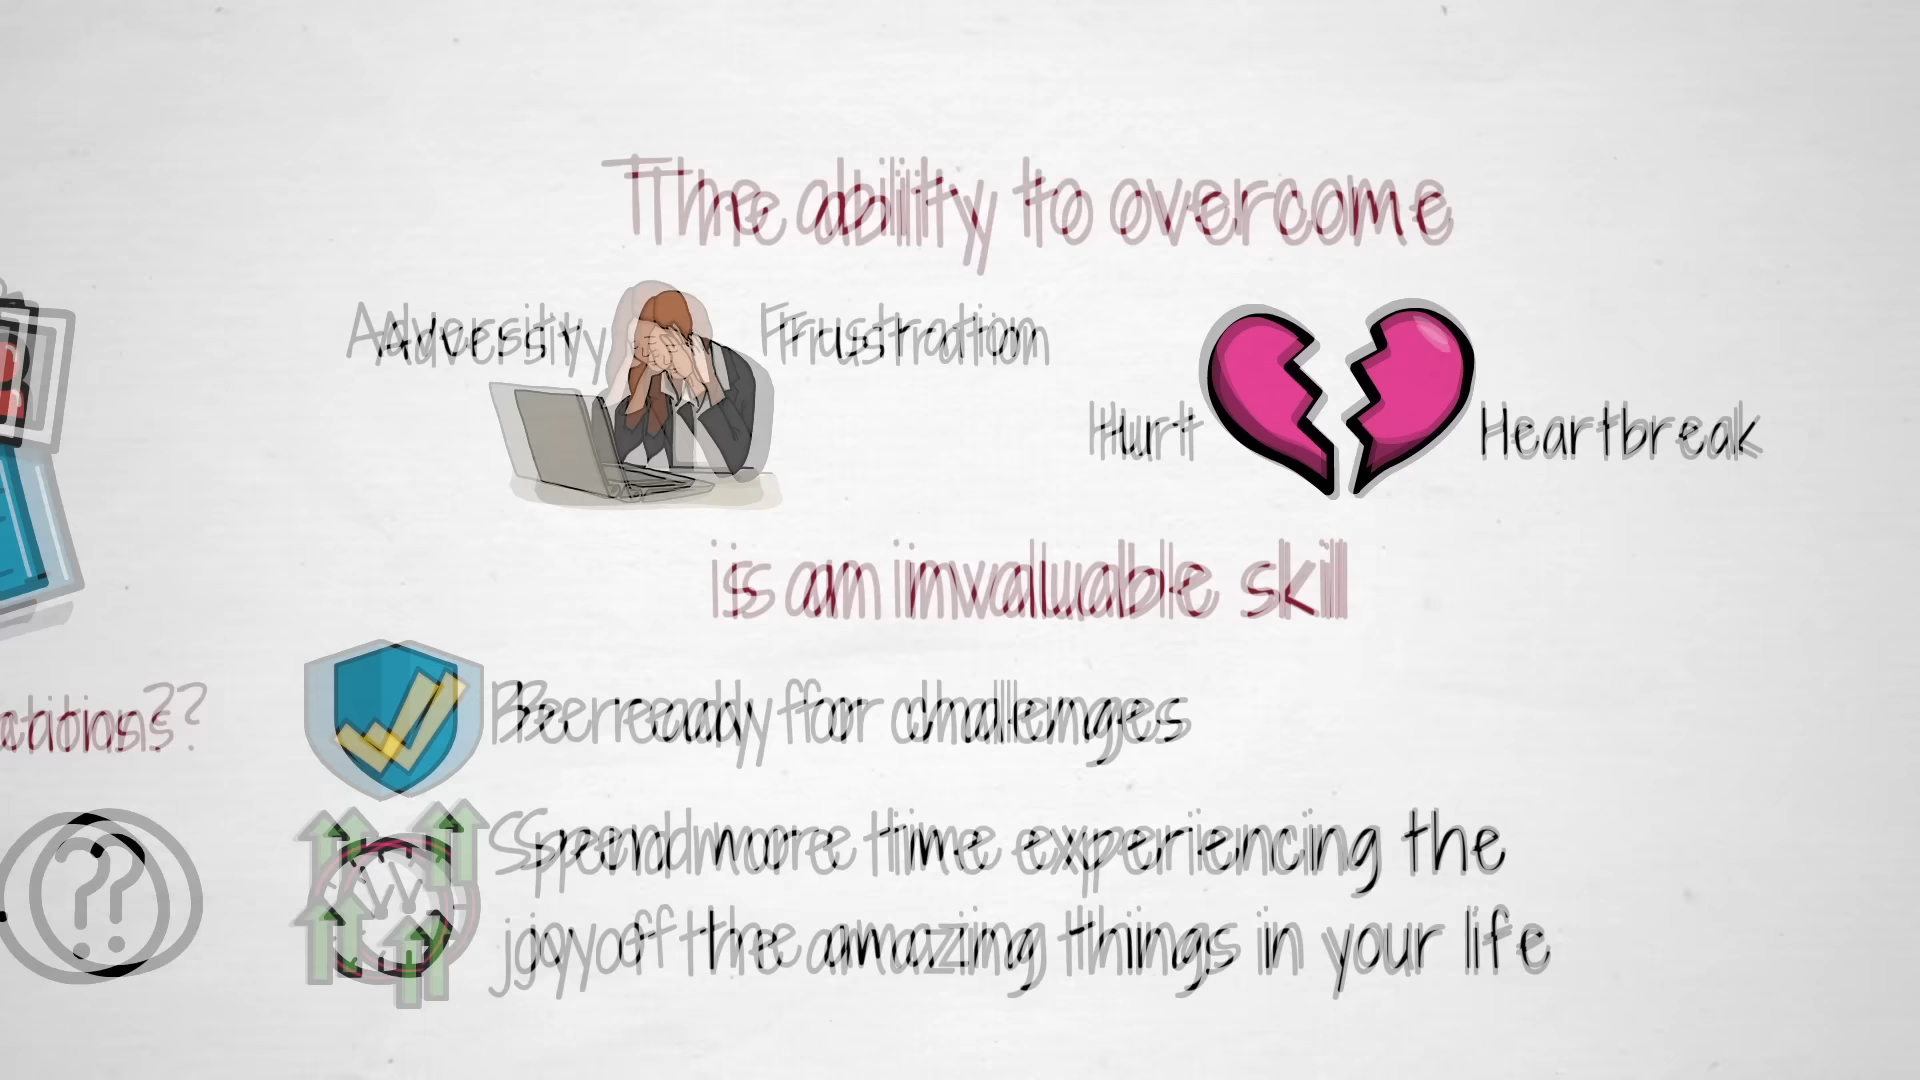 The ability to overcome
Adversity Frustration
Hurt Heartbreak
is an invaluable skill
Be ready for challenges
Spend more time experiencing the
joy of the amazing things in your life